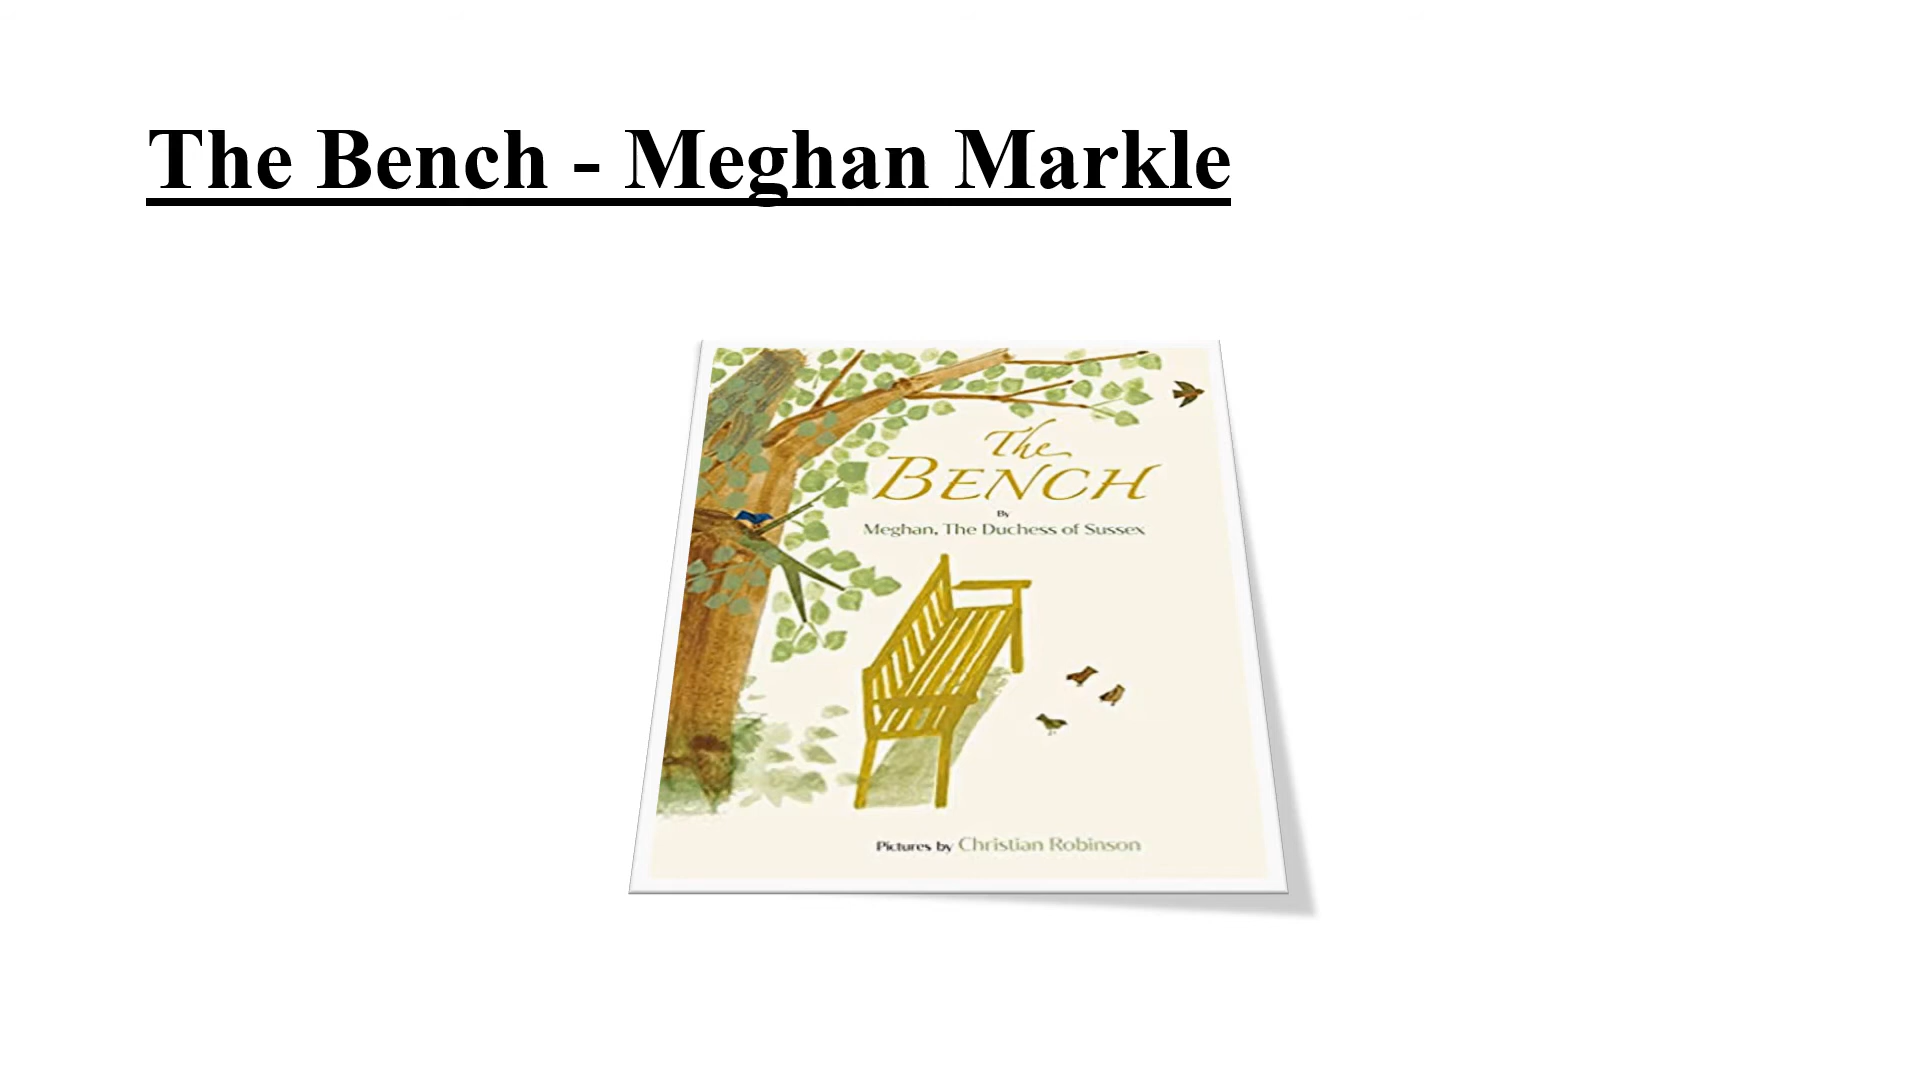 The Bench - Meghan Markle
The
BENCH
By
Meghan, The Duchess of Sussex
Pictures by Christian Robinson